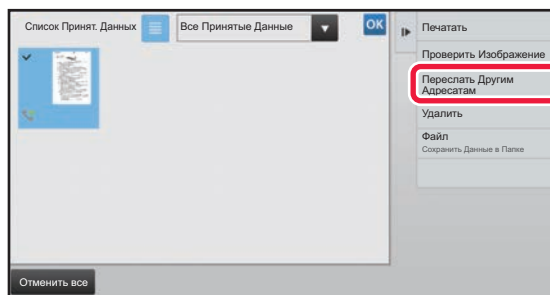 Список Принят. Данных
Все Принятые Данные
OK
Печатать
Проверить Изображение
Переслать Другим
Адресатам
Удалить
Файл
Сохранить Данные в Папке
Отменить все